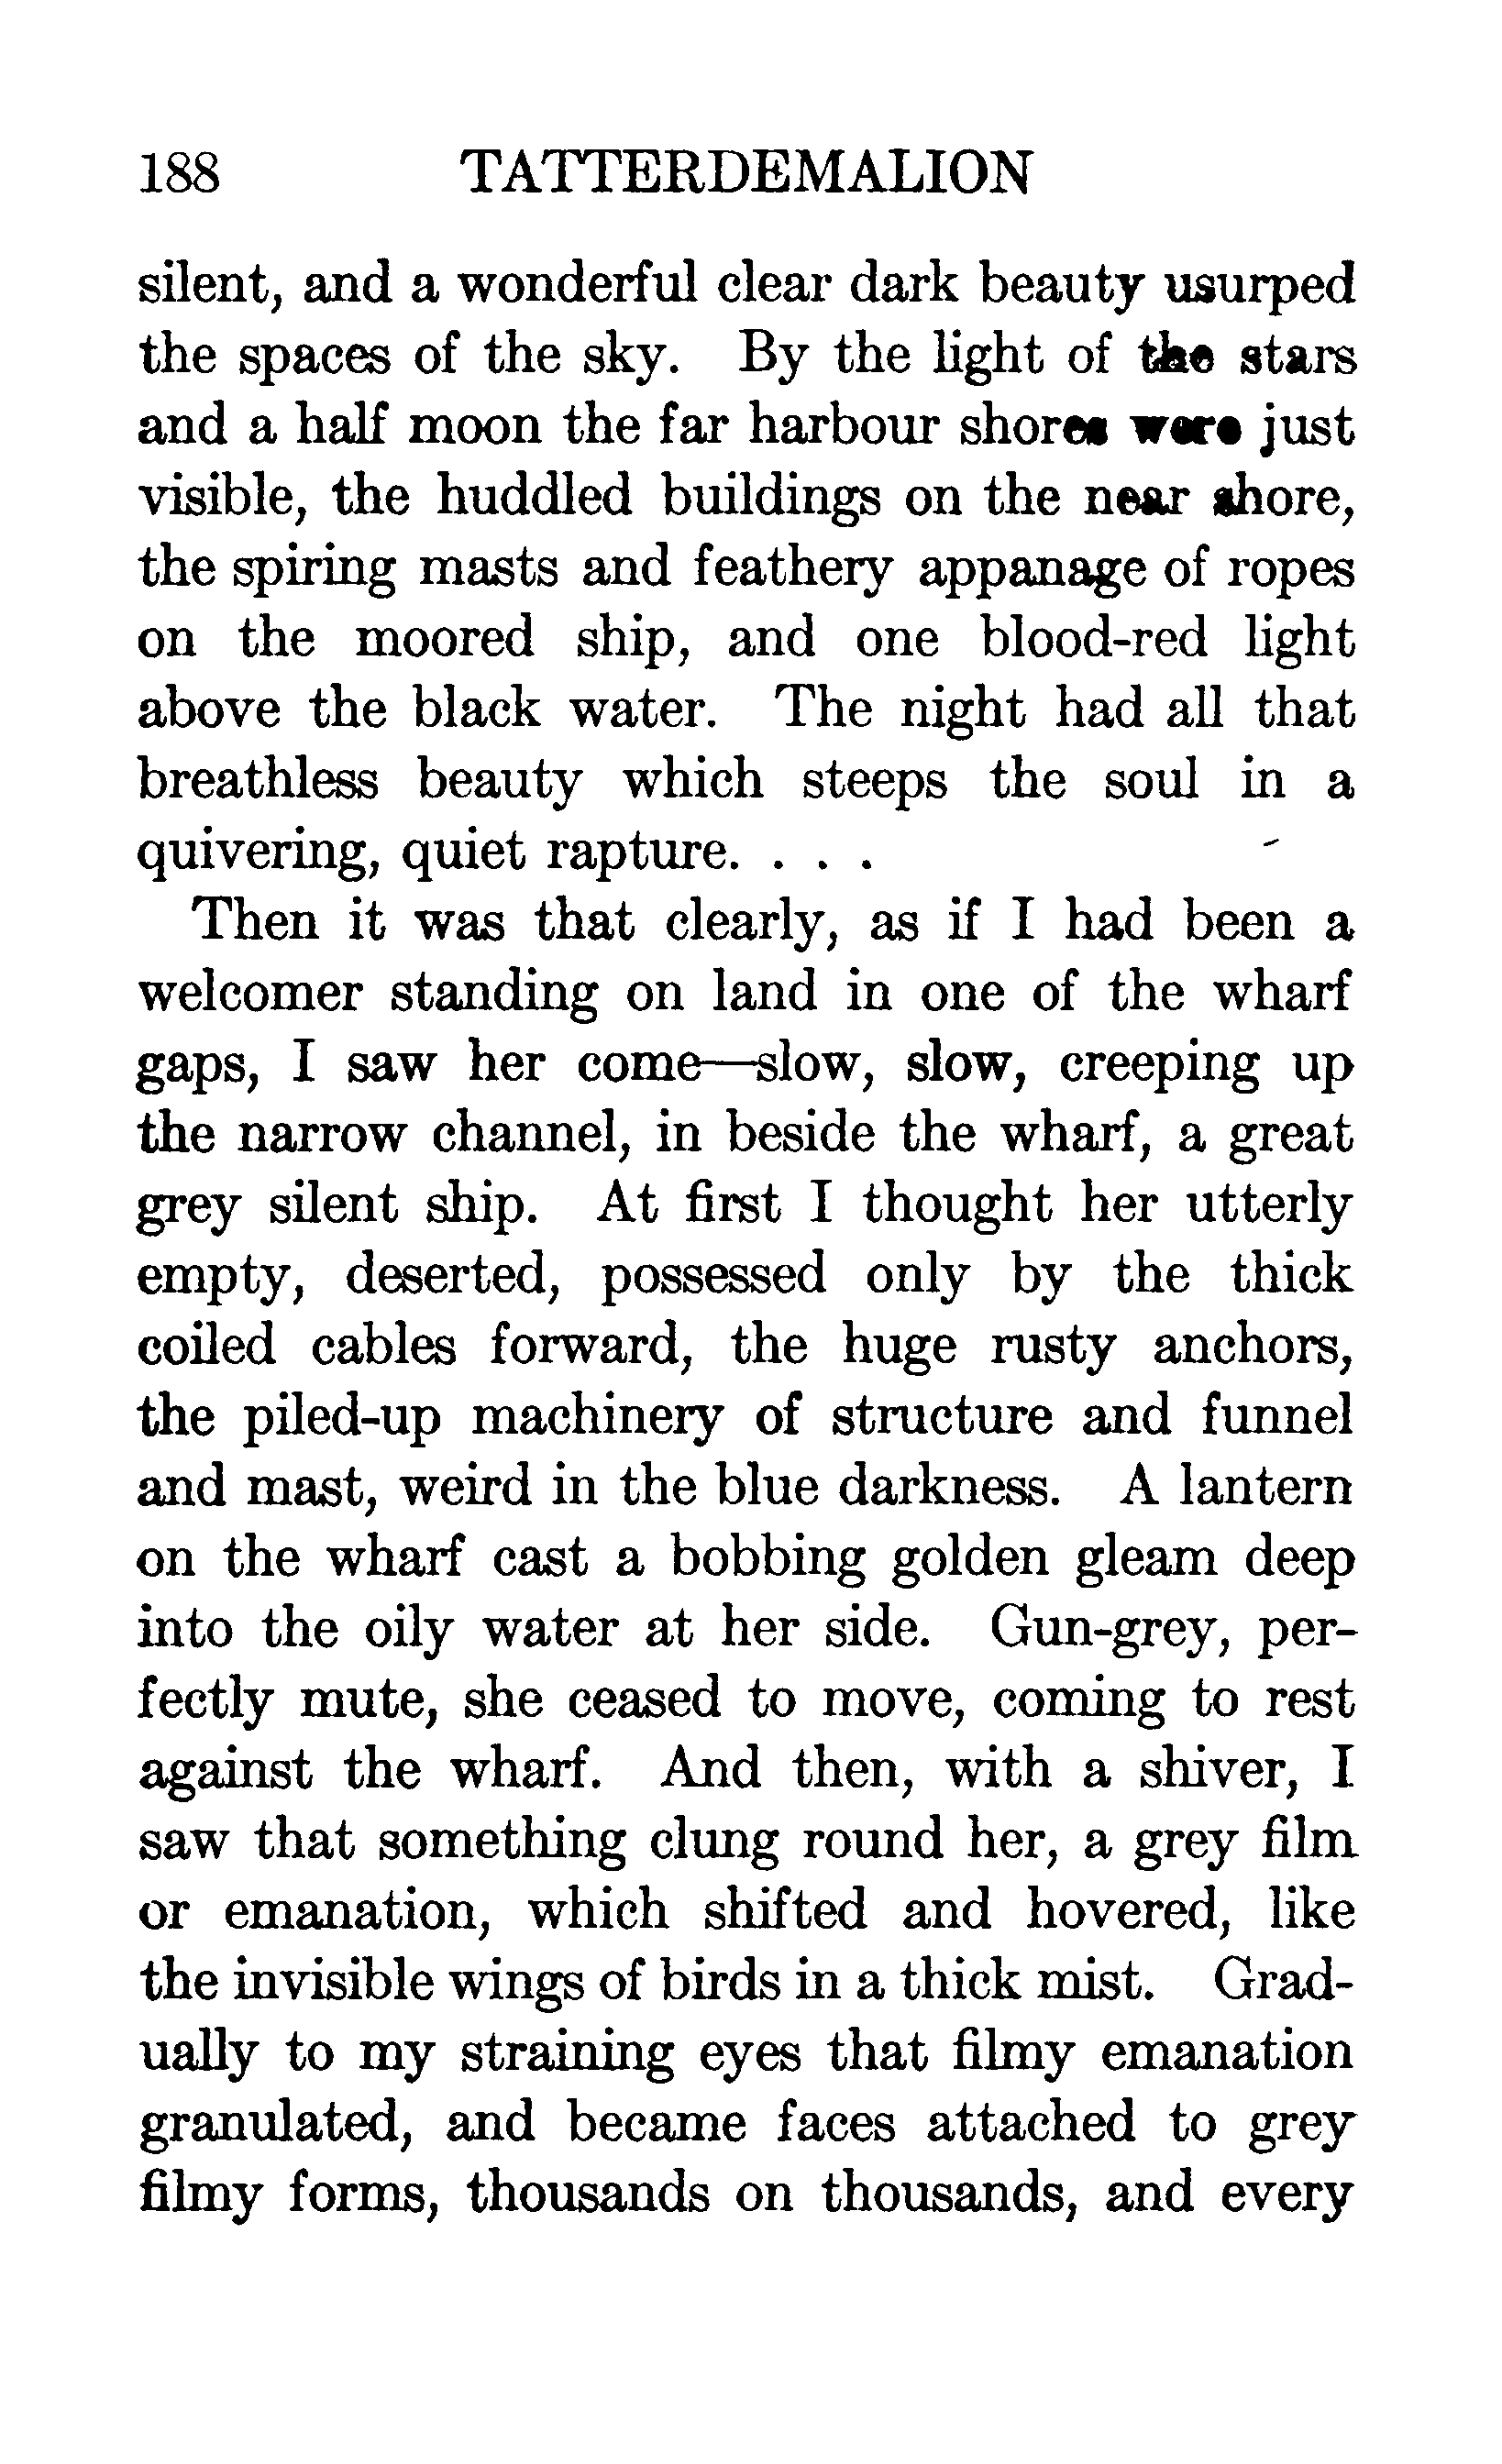 188 TATTERDEMALION
silent, and a wonderful clear dark beauty usurped
the spaces of the sky. By the light of the stars
and a half moon the far harbour shores were just
visible, the huddled buildings on the near shore,
the spiring masts and feathery appanage of ropes
on the moored ship, and one blood-red light
above the black water. The night had all that
breathless beauty which steeps the soul in a
quivering, quiet rapture. . . .
Then it was that clearly, as if I had been a
welcomer standing on land in one of the wharf
gaps, I saw her come—slow, slow, creeping up
the narrow channel, in beside the wharf, a great
grey silent ship. At first I thought her utterly
empty, deserted, possessed only by the thick
coiled cables forward, the huge rusty anchors,
the piled-up machinery of structure and funnel
and mast, weird in the blue darkness. A lantern
on the wharf cast a bobbing golden gleam deep
into the oily water at her side. Gun-grey, per-
fectly mute, she ceased to move, coming to rest
against the wharf. And then, with a shiver, I
saw that something clung round her, a grey film
or emanation, which shifted and hovered, like
the invisible wings of birds in a thick mist. Grad-
ually to my straining eyes that filmy emanation
granulated, and became faces attached to grey
filmy forms, thousands on thousands, and every